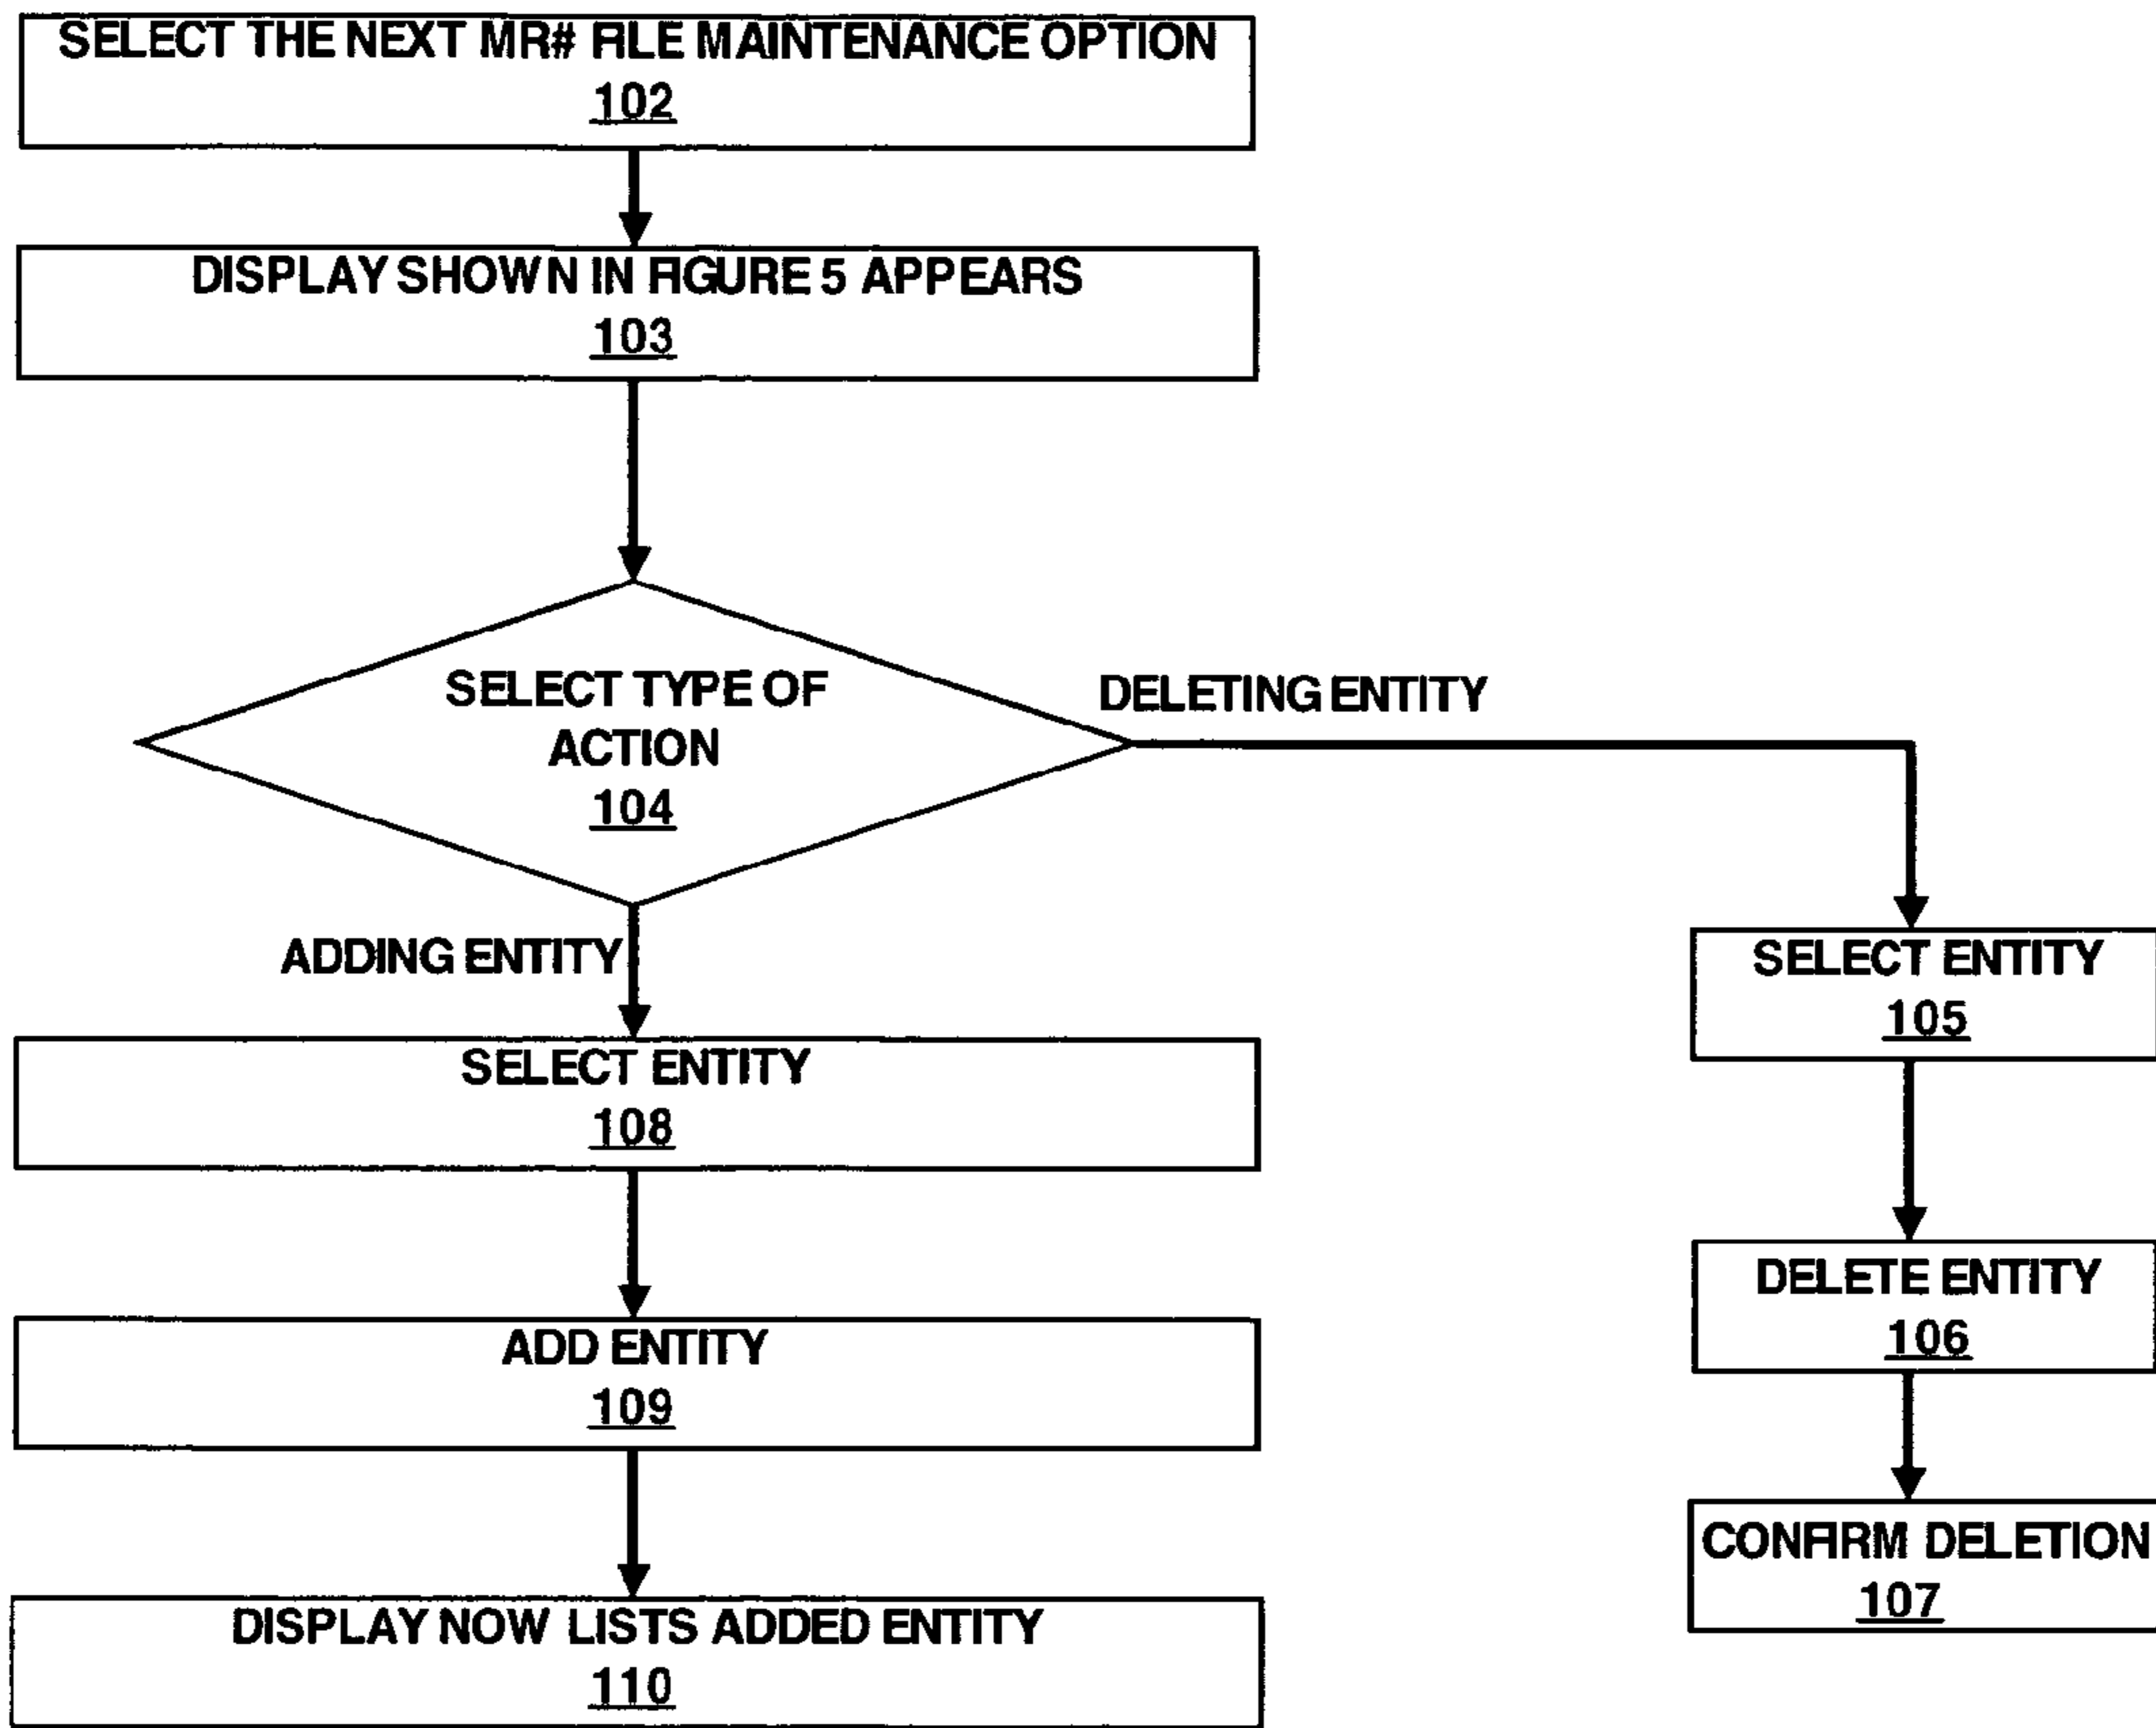 SELECT THE NEXT MR# FILE MAINTENANCE OPTION
102
DISPLAY SHOWN IN FIGURE 5 APPEARS
103
SELECT TYPE OF
ACTION
104
DELETING ENTITY
ADDING ENTITY
SELECT ENTITY
105
DELETE ENTITY
106
CONFIRM DELETION
107
SELECT ENTITY
108
ADD ENTITY
109
DISPLAY NOW LISTS ADDED ENTITY
110